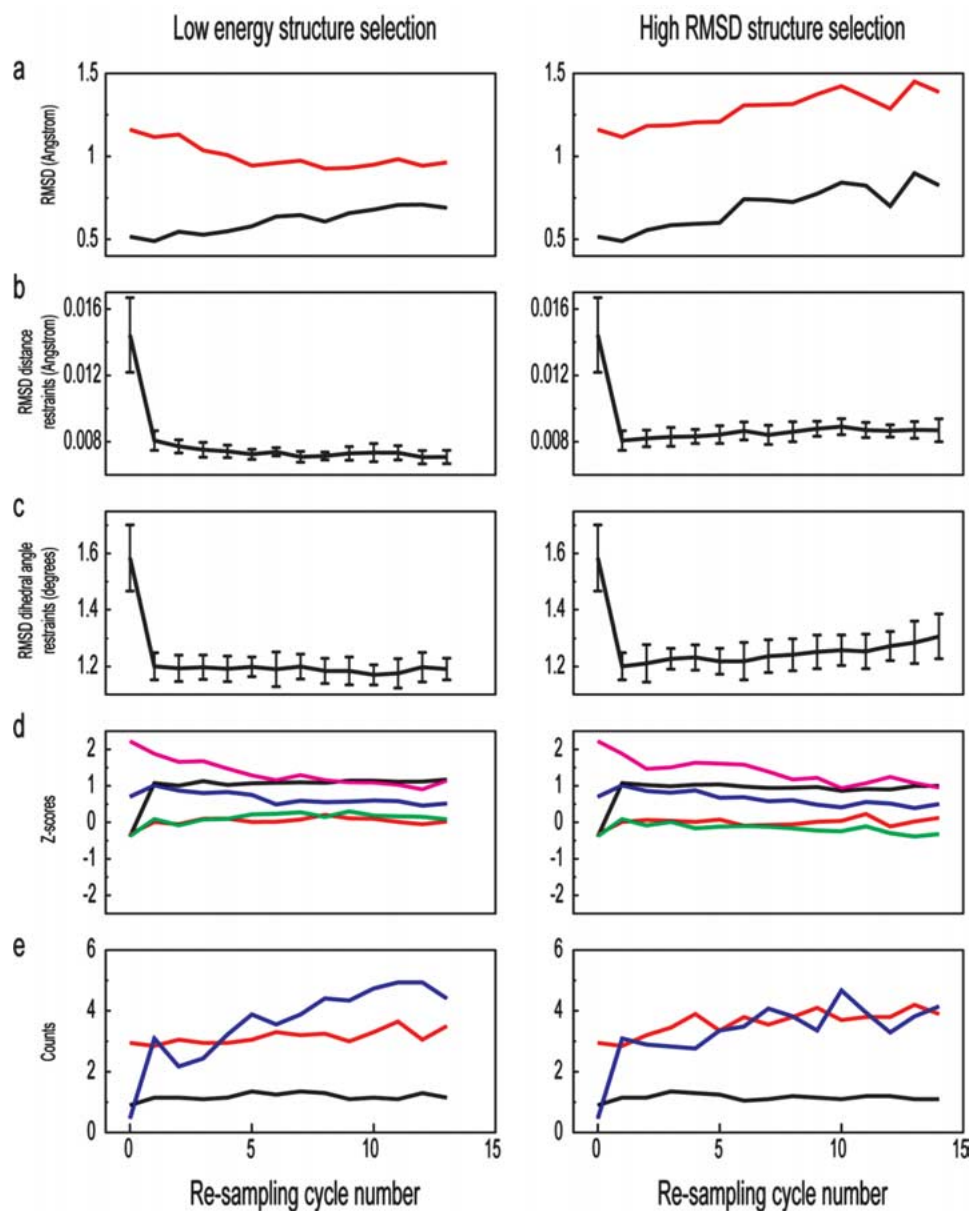 Low energy structure selection
High RMSD structure selection
a
RMSD (Angstrom)
1.5
1
0.5
1.5
1
0.5
b
RMSD distance
restraints (Angstrom)
0.016
0.012
0.008
0.016
0.012
0.008
c
RMSD dihedral angle
restraints (degrees)
1.6
1.4
1.2
1.6
1.4
1.2
d
Z-scores
2
1
0
-1
-2
2
1
0
-1
-2
e
Counts
6
4
2
0
6
4
2
0
0 5 10 15
0 5 10 15
Re-sampling cycle number
Re-sampling cycle number